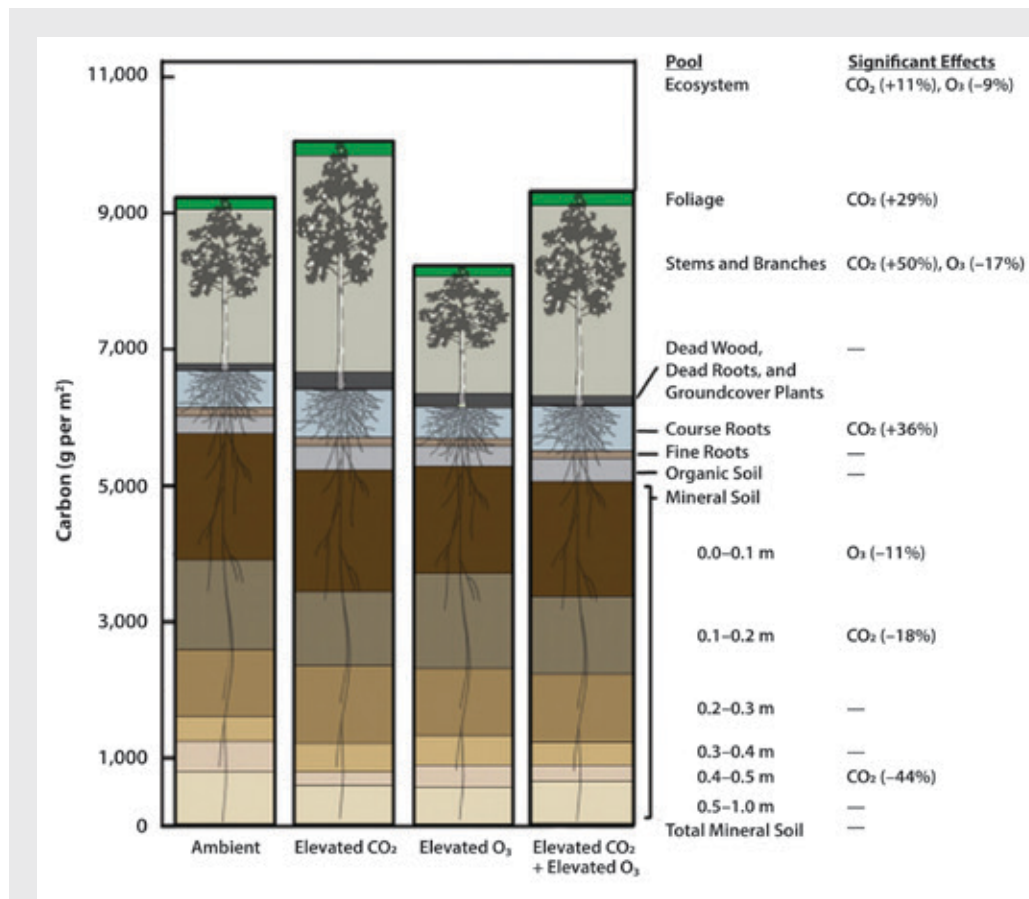 Pool Significant Effects
11,000
Ecosystem CO₂ (+11%), O₃ (–9%)
9,000
Foliage CO₂ (+29%)
Stems and Branches CO₂ (+50%), O₃ (–17%)
7,000
Dead Wood, —
Dead Roots, and
Groundcover Plants
Course Roots CO₂ (+36%)
Fine Roots —
Organic Soil —
5,000
Mineral Soil
Carbon (g per m²)
0.0–0.1 m O₃ (–11%)
3,000
0.1–0.2 m CO₂ (–18%)
0.2–0.3 m —
1,000
0.3–0.4 m —
0.4–0.5 m CO₂ (–44%)
0.5–1.0 m —
0
Total Mineral Soil —
Ambient Elevated CO₂ Elevated O₃ Elevated CO₂
+ Elevated O₃